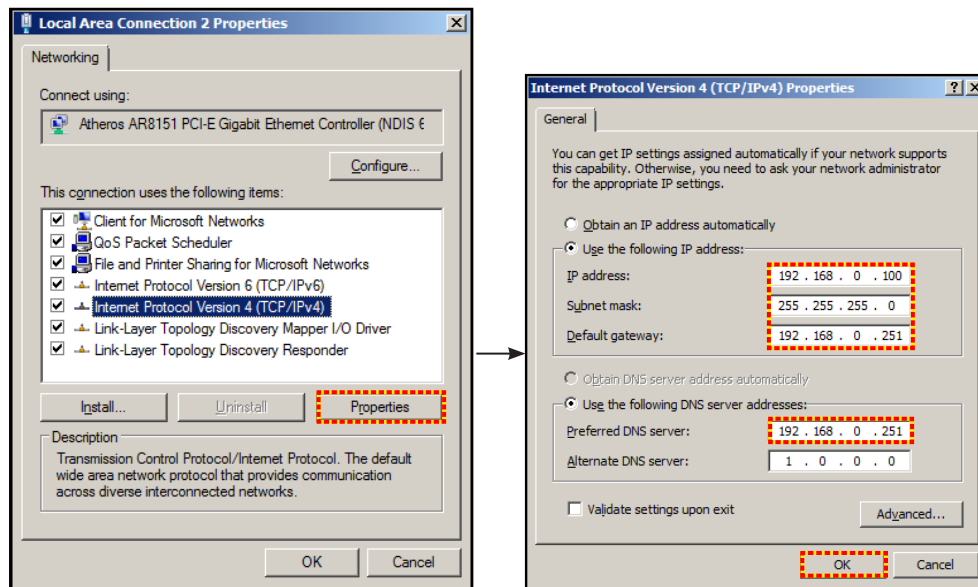 Local Area Connection 2 Properties
Networking
Connect using:
Atheros AR8151 PCI-E Gigabit Ethernet Controller (NDIS 6
Configure...
This connection uses the following items:
Client for Microsoft Networks
QoS Packet Scheduler
File and Printer Sharing for Microsoft Networks
Internet Protocol Version 6 (TCP/IPv6)
Internet Protocol Version 4 (TCP/IPv4)
Link-Layer Topology Discovery Mapper I/O Driver
Link-Layer Topology Discovery Responder
Install...
Uninstall
Properties
Description
Transmission Control Protocol/Internet Protocol. The default
wide area network protocol that provides communication
across diverse interconnected networks.
OK
Cancel
Internet Protocol Version 4 (TCP/IPv4) Properties
General
You can get IP settings assigned automatically if your network supports
this capability. Otherwise, you need to ask your network administrator
for the appropriate IP settings.
Obtain an IP address automatically
Use the following IP address:
IP address: 192 . 168 . 0 . 100
Subnet mask: 255 . 255 . 255 . 0
Default gateway: 192 . 168 . 0 . 251
Obtain DNS server address automatically
Use the following DNS server addresses:
Preferred DNS server: 192 . 168 . 0 . 251
Alternate DNS server: 1 . 0 . 0 . 0
Validate settings upon exit
Advanced...
OK
Cancel